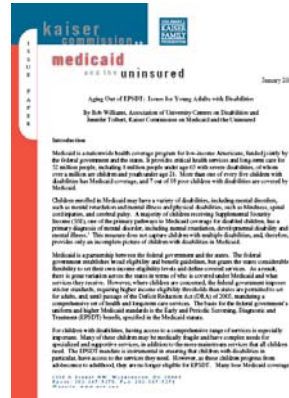 kaiser
commission on
medicaid
and the uninsured
ISSUE PAPER
KAISER
FAMILY
FOUNDATION
January 20
Aging Out of EPSDT: Issues for Young Adults with Disabilities
By Bob Williams, Association of University Centers on Disabilities and
Jennifer Tolbert, Kaiser Commission on Medicaid and the Uninsured
Introduction
Medicaid is a nationwide health coverage program for low-income Americans, funded jointly by
the federal government and the states. It provides critical health services and long-term care for
52 million people, including 8 million people under age 65 with severe disabilities, of whom
over a million are children and youth under age 21. More than one of every five children with
disabilities has Medicaid coverage, and 7 out of 10 poor children with disabilities are covered by
Medicaid.
Children enrolled in Medicaid may have a variety of disabilities, including mental disorders,
such as mental retardation and mental illness and physical disabilities, such as blindness, spinal
cord injuries, and cerebral palsy. A majority of children receiving Supplemental Security
Income (SSI), one of the primary pathways to Medicaid coverage for disabled children, has a
primary diagnosis of mental disorder, including mental retardation, developmental disability and
mental illness. This measure does not capture children with multiple disabilities, and, therefore,
provides only an incomplete picture of children with disabilities in Medicaid.
Medicaid is a partnership between the federal government and the states. The federal
government establishes broad eligibility and benefit guidelines, but grants the states considerable
flexibility to set their own income eligibility levels and define covered services. As a result,
there is great variation across the states in terms of who is covered under Medicaid and what
services they receive. However, where children are concerned, the federal government imposes
stricter standards, requiring higher income eligibility thresholds than states are permitted to set
for adults, and, until passage of the Deficit Reduction Act (DRA) of 2005, mandating a
comprehensive set of health and long-term care services. The basis for the federal government's
uniform and higher Medicaid standards is the Early and Periodic Screening, Diagnostic and
Treatment (EPSDT) benefit, specified in the Medicaid statute.
For children with disabilities, having access to a comprehensive range of services is especially
important. Many of these children may be medically fragile and have complex needs for
specialized and supportive services, in addition to the more mainstream services that all children
need. The EPSDT mandate is instrumental in ensuring that children with disabilities in
particular, have access to the services they need. However, as these children progress from
adolescence to adulthood, they are no longer eligible for EPSDT. Many lose Medicaid coverage